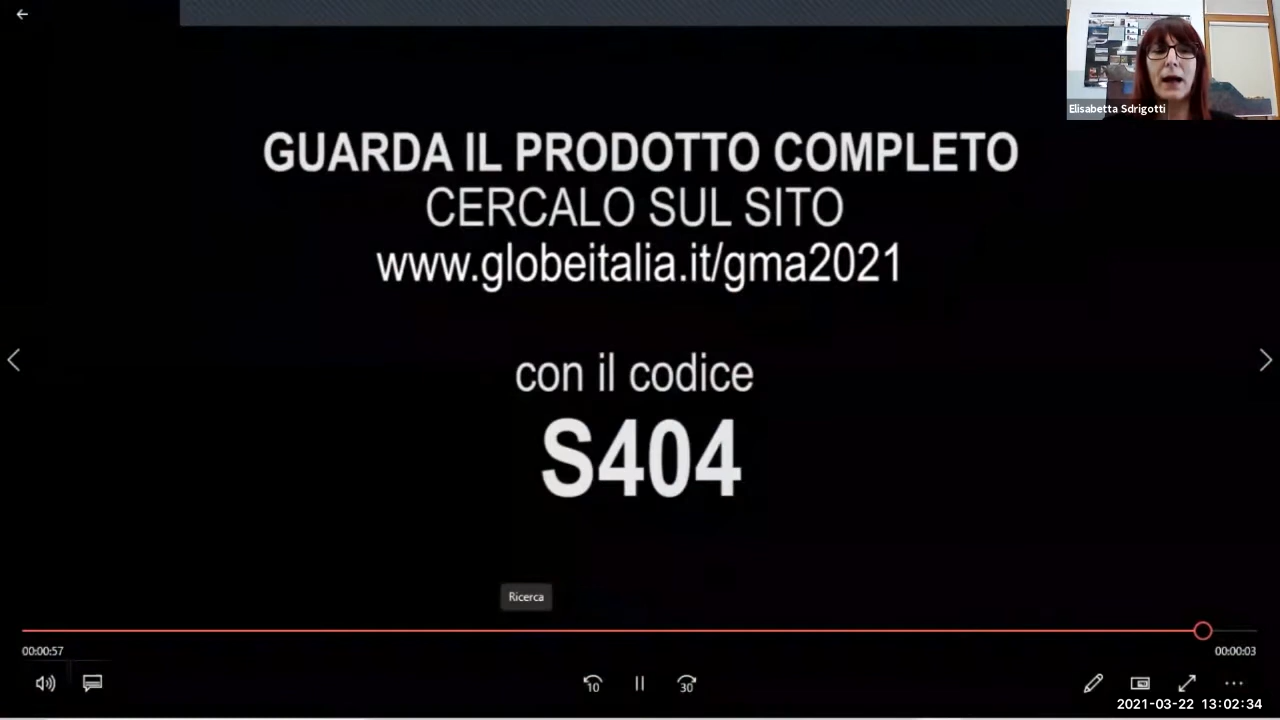 Elisabetta Sdrigotti
GUARDA IL PRODOTTO COMPLETO
CERCALO SUL SITO
www.globeitalia.it/gma2021
con il codice
S404
Ricerca
00:00:57
00:00:03
10
30
2021-03-22 13:02:34